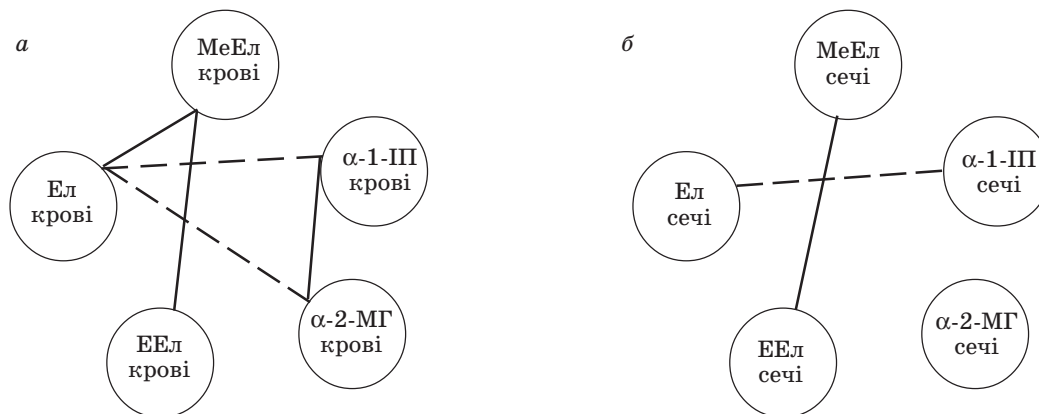 а
МеЕл
крові
α-1-ІП
крові
Ел
крові
α-2-МГ
крові
ЕЕл
крові
б
МеЕл
сечі
α-1-ІП
сечі
Ел
сечі
α-2-МГ
сечі
ЕЕл
сечі